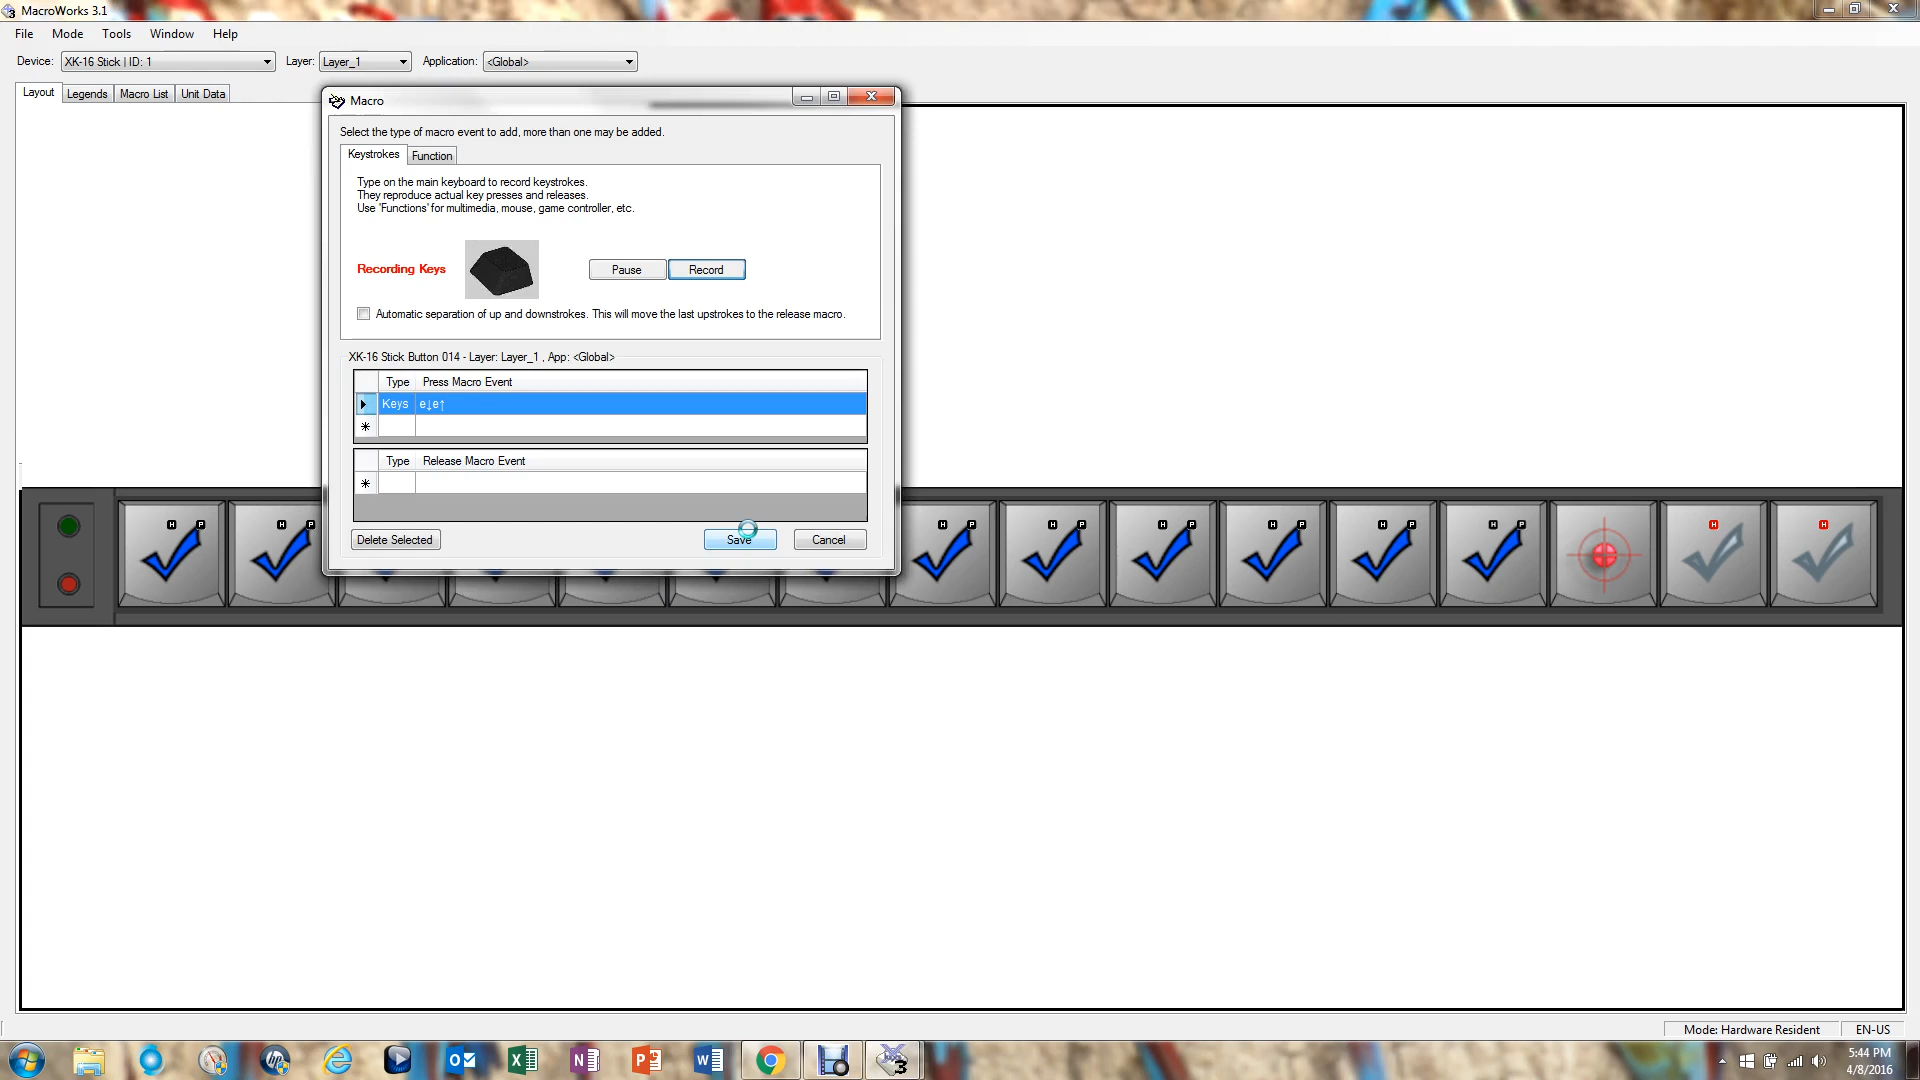 MacroWorks 3.1
File Mode Tools Window Help
Device: XK-16 Stick | ID: 1 Layer: Layer_1 Application: <Global>
Layout Legends Macro List Unit Data
Macro
Select the type of macro event to add, more than one may be added.
Keystrokes Function
Type on the main keyboard to record keystrokes.
They reproduce actual key presses and releases.
Use 'Functions' for multimedia, mouse, game controller, etc.
Recording Keys Pause Record
Automatic separation of up and downstrokes. This will move the last upstrokes to the release macro.
XK-16 Stick Button 014 - Layer: Layer_1 , App: <Global>
Type Press Macro Event
Keys e↓e↑
Type Release Macro Event
Delete Selected Save Cancel
H P H P H P H P H P H P H P H P H H
Mode: Hardware Resident EN-US
5:44 PM
4/8/2016